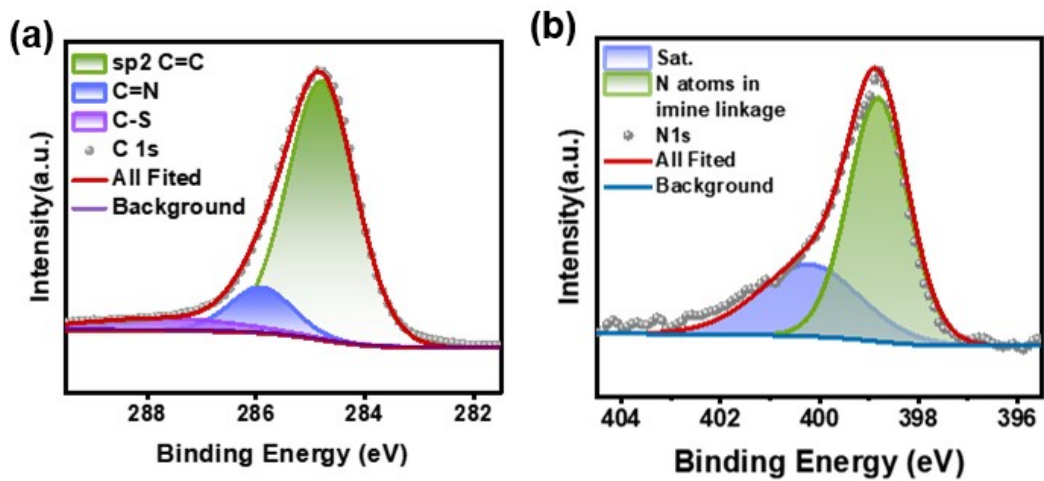 (a)
sp2 C=C
C=N
C-S
C 1s
All Fited
Background
Intensity(a.u.)
288
286
284
282
Binding Energy (eV)
(b)
Sat.
N atoms in
imine linkage
N1s
All Fited
Background
Intensity(a.u.)
404
402
400
398
396
Binding Energy (eV)